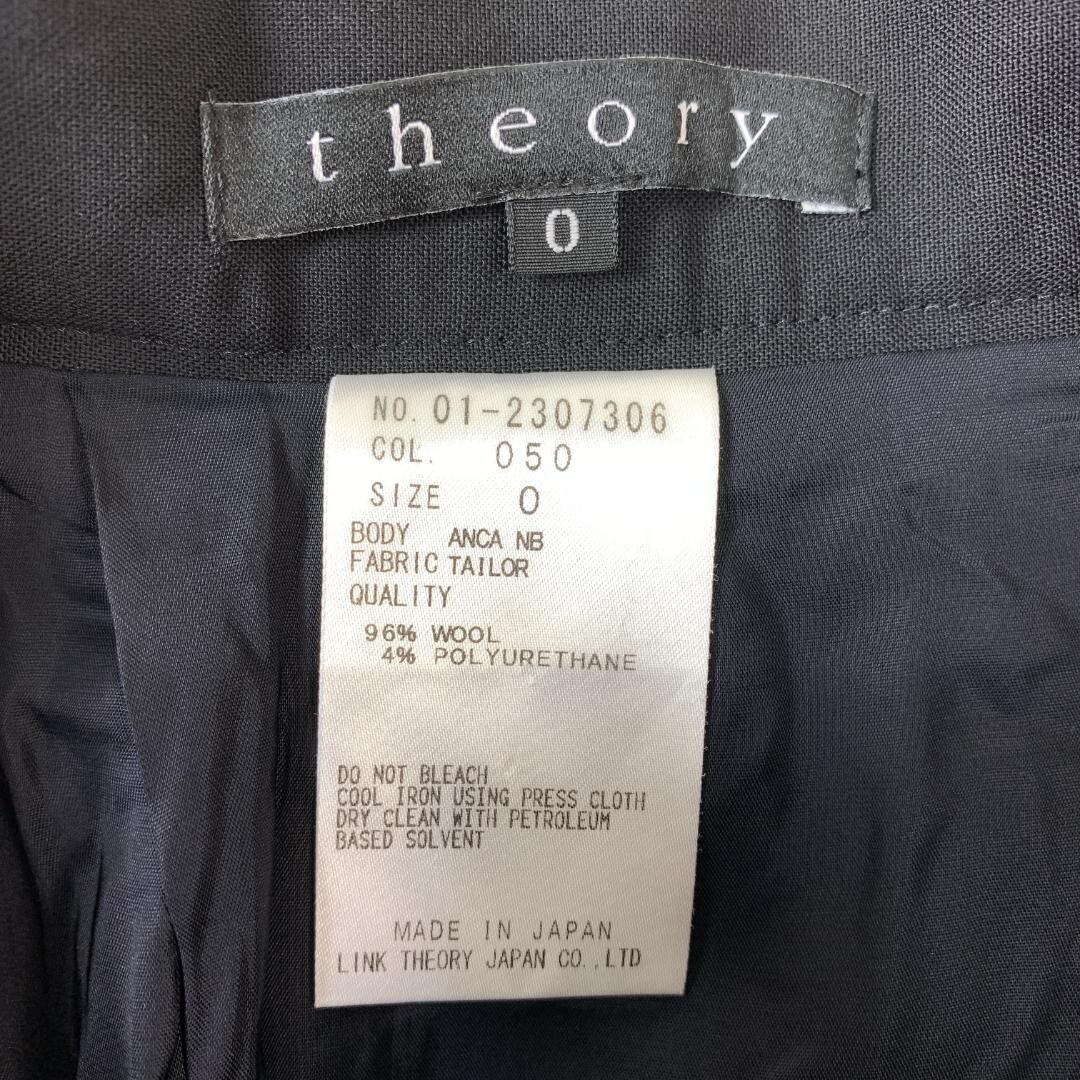 theory
0
NO. 01-2307306
COL. 050
SIZE 0
BODY ANCA NB
FABRIC TAILOR
QUALITY
96% WOOL
4% POLYURETHANE
DO NOT BLEACH
COOL IRON USING PRESS CLOTH
DRY CLEAN WITH PETROLEUM
BASED SOLVENT
MADE IN JAPAN
LINK THEORY JAPAN CO.,LTD